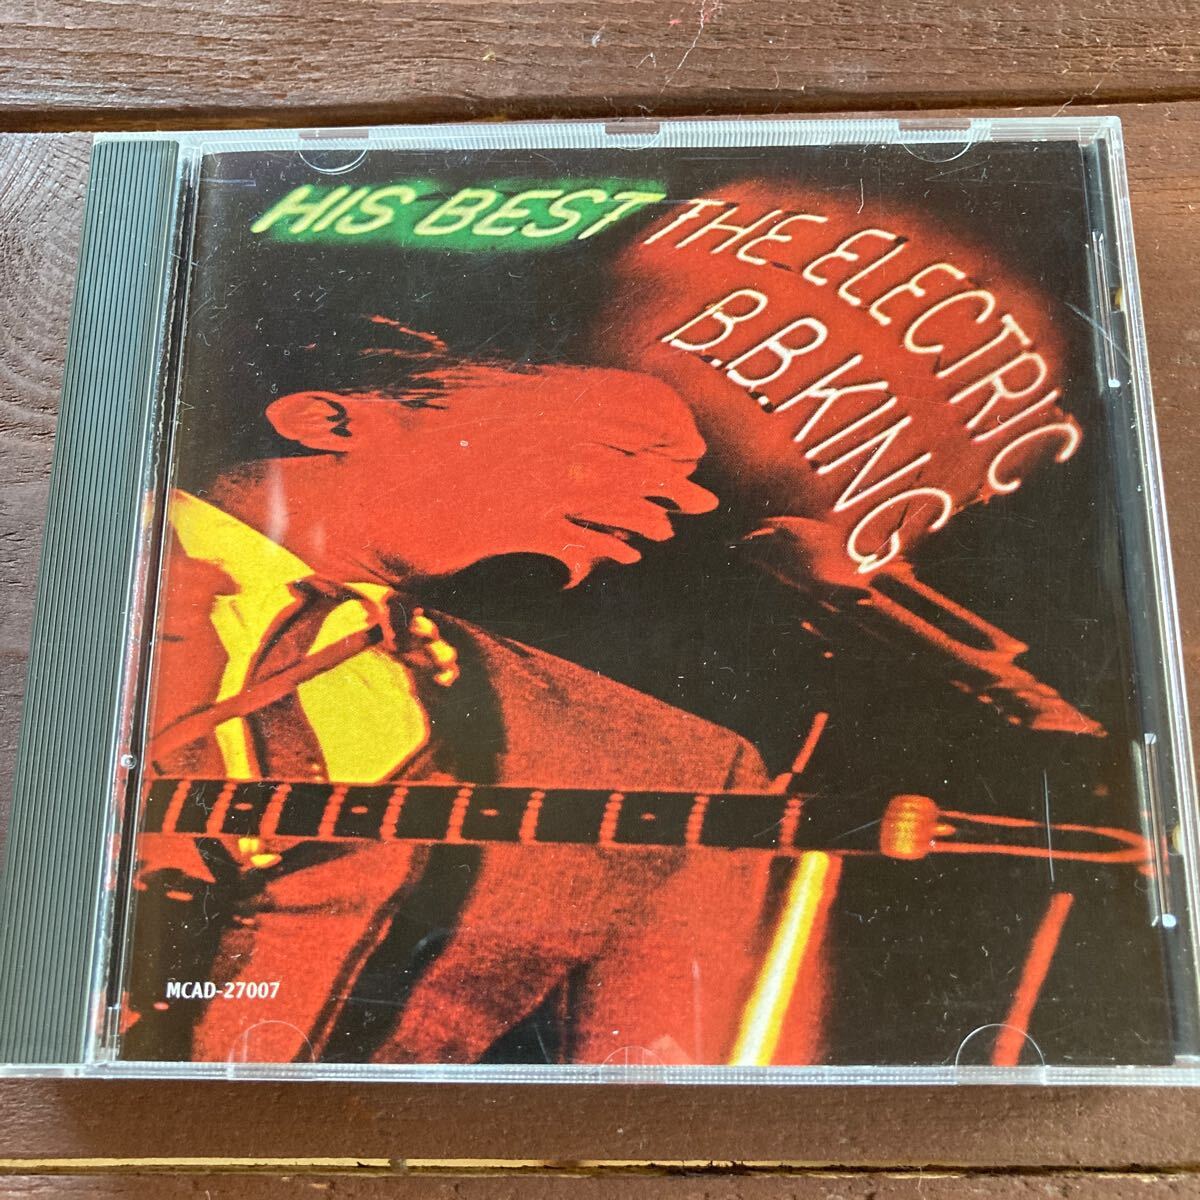 HIS BEST THE ELECTRIC
B.B.KING
MCAD-27007